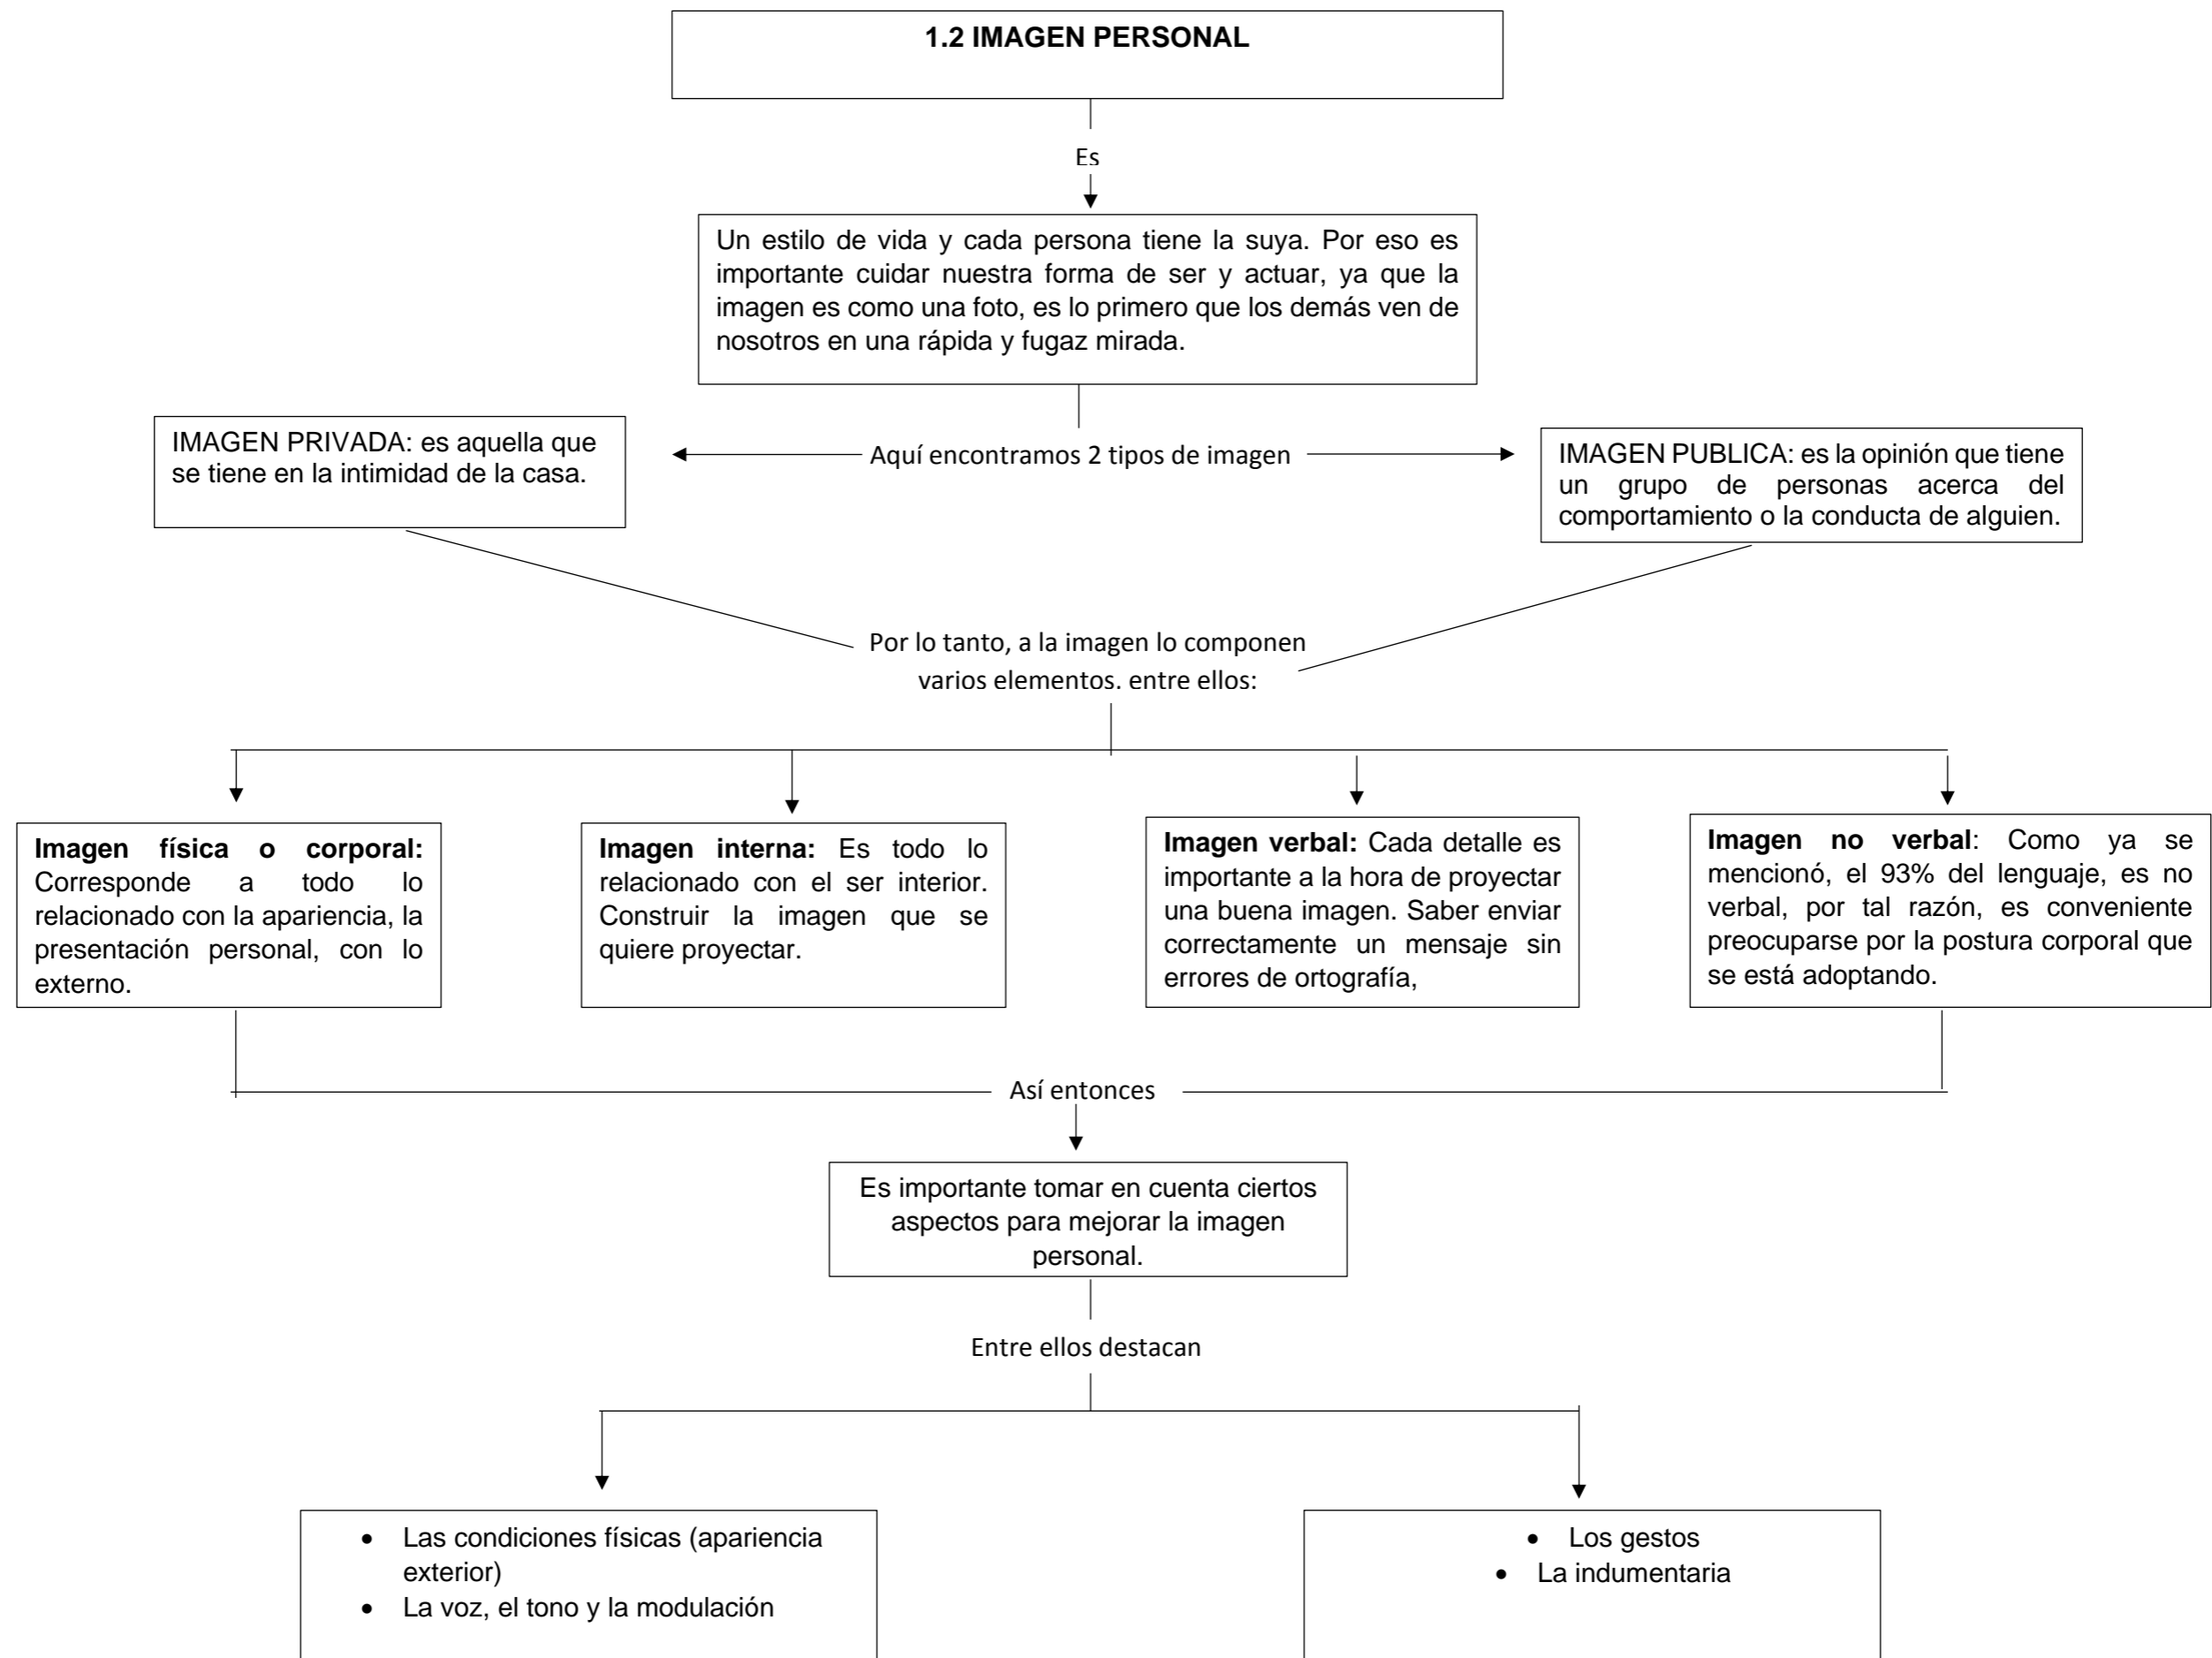 1.2 IMAGEN PERSONAL
Es
Un estilo de vida y cada persona tiene la suya. Por eso es
importante cuidar nuestra forma de ser y actuar, ya que la
imagen es como una foto, es lo primero que los demás ven de
nosotros en una rápida y fugaz mirada.
IMAGEN PRIVADA: es aquella que
se tiene en la intimidad de la casa.
Aquí encontramos 2 tipos de imagen
IMAGEN PUBLICA: es la opinión que tiene
un grupo de personas acerca del
comportamiento o la conducta de alguien.
Por lo tanto, a la imagen lo componen
varios elementos, entre ellos:
Imagen física o corporal:
Corresponde a todo lo
relacionado con la apariencia, la
presentación personal, con lo
externo.
Imagen interna: Es todo lo
relacionado con el ser interior.
Construir la imagen que se
quiere proyectar.
Imagen verbal: Cada detalle es
importante a la hora de proyectar
una buena imagen. Saber enviar
correctamente un mensaje sin
errores de ortografía,
Imagen no verbal: Como ya se
mencionó, el 93% del lenguaje, es no
verbal, por tal razón, es conveniente
preocuparse por la postura corporal que
se está adoptando.
Así entonces
Es importante tomar en cuenta ciertos
aspectos para mejorar la imagen
personal.
Entre ellos destacan
• Las condiciones físicas (apariencia
exterior)
• La voz, el tono y la modulación
• Los gestos
• La indumentaria